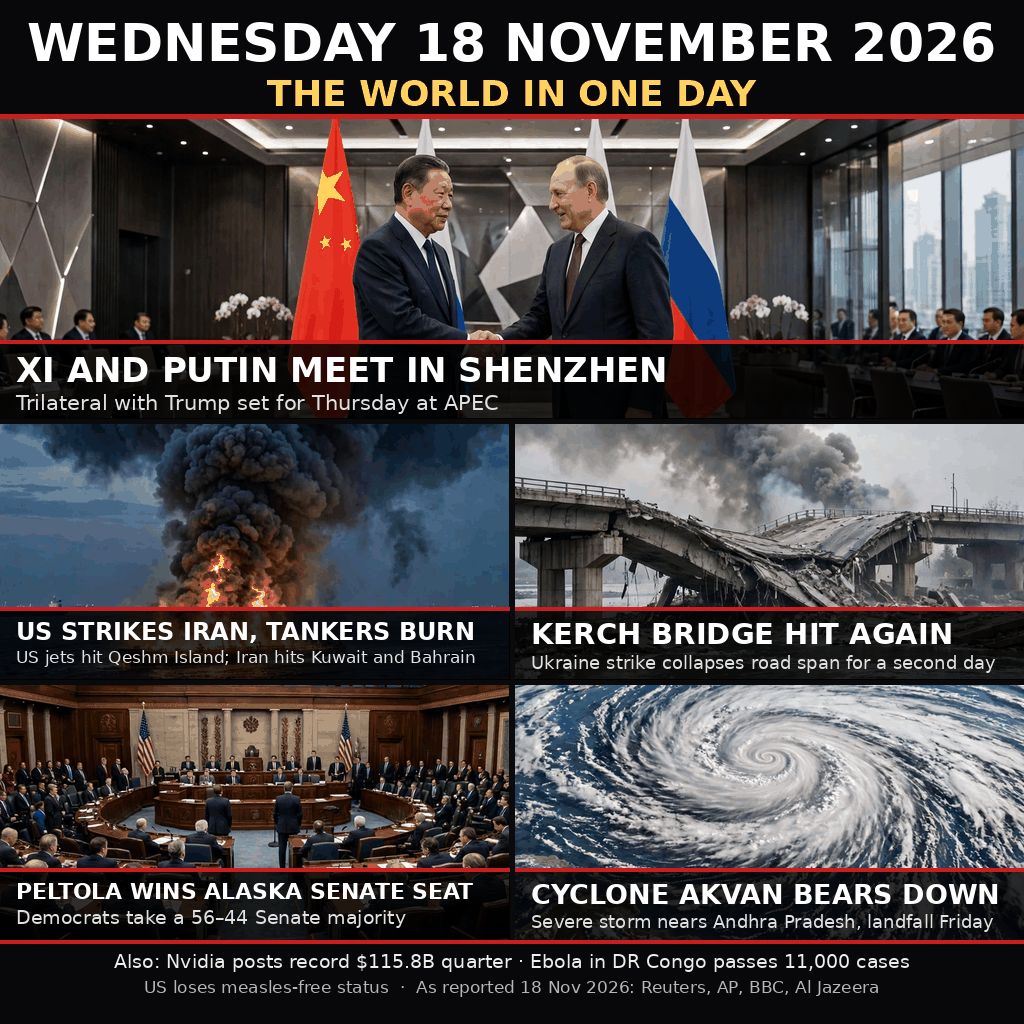 WEDNESDAY 18 NOVEMBER 2026
THE WORLD IN ONE DAY
XI AND PUTIN MEET IN SHENZHEN
Trilateral with Trump set for Thursday at APEC
US STRIKES IRAN, TANKERS BURN
US jets hit Qeshm Island; Iran hits Kuwait and Bahrain
KERCH BRIDGE HIT AGAIN
Ukraine strike collapses road span for a second day
PELTOLA WINS ALASKA SENATE SEAT
Democrats take a 56–44 Senate majority
CYCLONE AKVAN BEARS DOWN
Severe storm nears Andhra Pradesh, landfall Friday
Also: Nvidia posts record $115.8B quarter · Ebola in DR Congo passes 11,000 cases
US loses measles-free status · As reported 18 Nov 2026: Reuters, AP, BBC, Al Jazeera